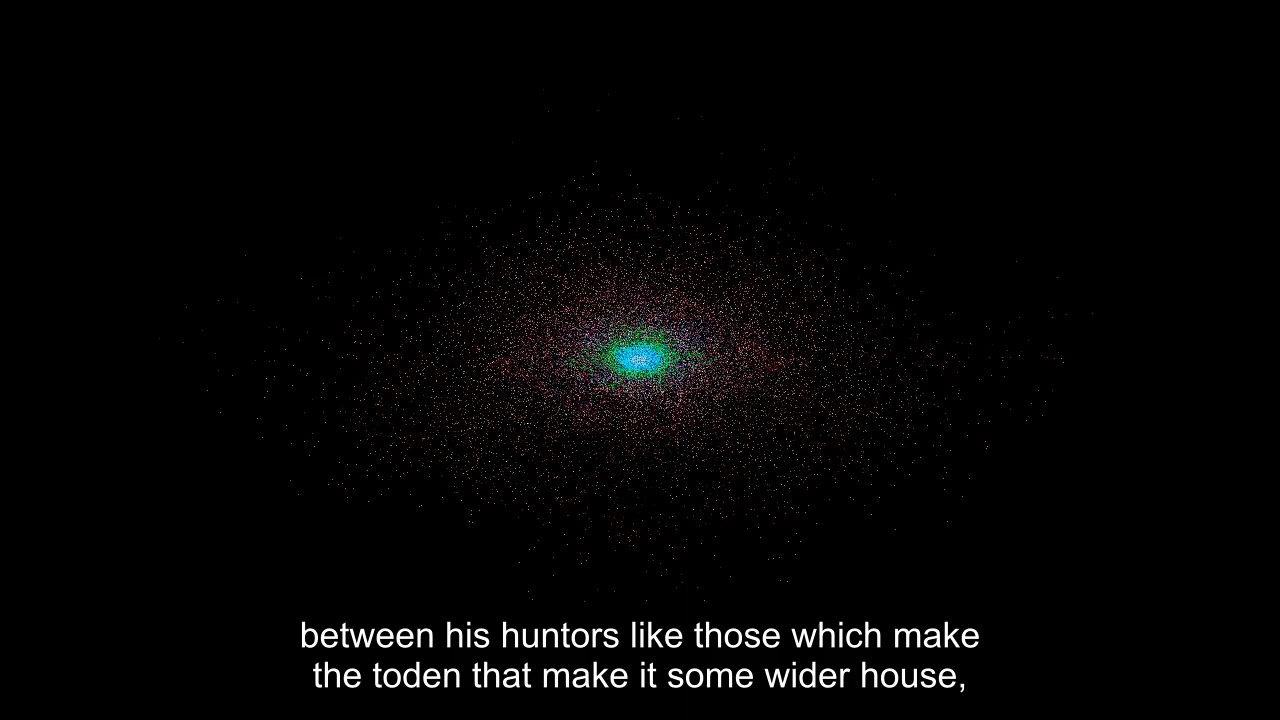 between his huntors like those which make
the toden that make it some wider house,